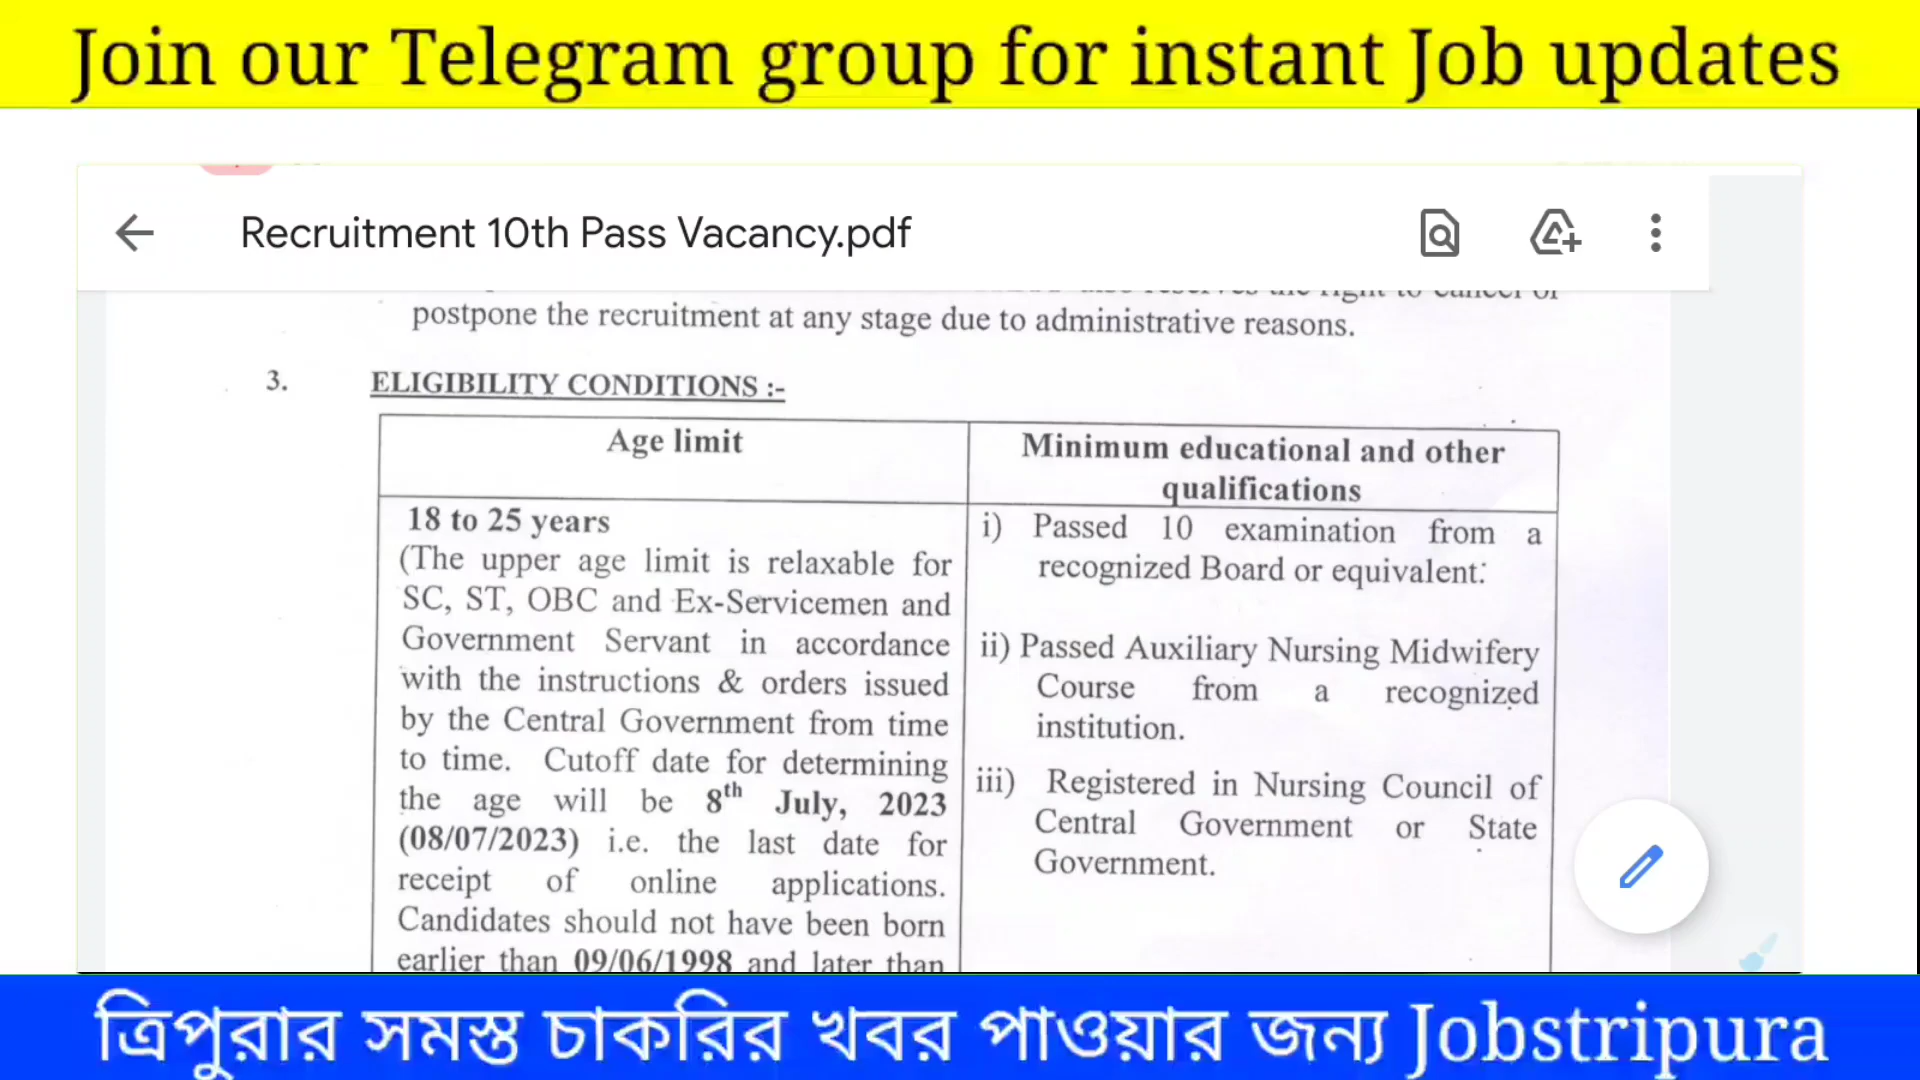 Join our Telegram group for instant Job updates
Recruitment 10th Pass Vacancy.pdf
the right to cancel or
postpone the recruitment at any stage due to administrative reasons.
3. ELIGIBILITY CONDITIONS :-
Age limit
Minimum educational and other
qualifications
18 to 25 years
(The upper age limit is relaxable for
SC, ST, OBC and Ex-Servicemen and
Government Servant in accordance
with the instructions & orders issued
by the Central Government from time
to time. Cutoff date for determining
the age will be 8th July, 2023
(08/07/2023) i.e. the last date for
receipt of online applications.
Candidates should not have been born
earlier than 09/06/1998 and later than
i) Passed 10 examination from a
recognized Board or equivalent.
ii) Passed Auxiliary Nursing Midwifery
Course from a recognized
institution.
iii) Registered in Nursing Council of
Central Government or State
Government.
ত্রিপুরার সমস্ত চাকরির খবর পাওয়ার জন্য Jobstripura